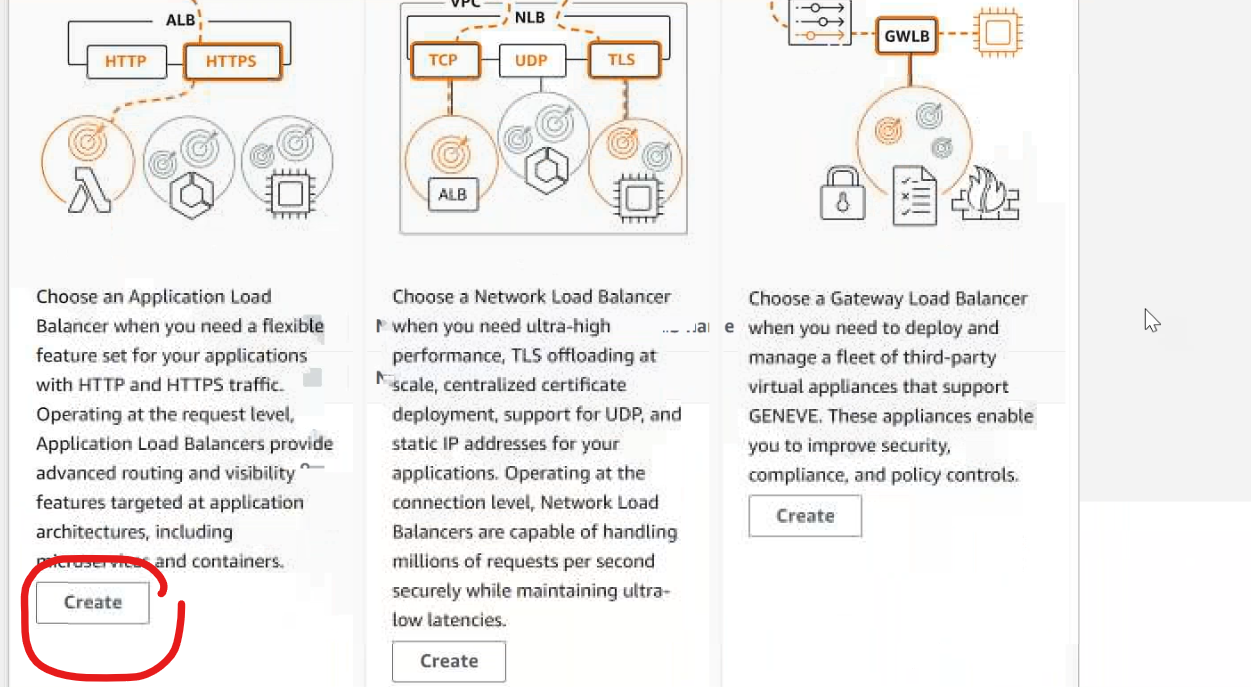 VPC
ALB
NLB
HTTP
HTTPS
TCP
UDP
TLS
GWLB
ALB
Choose an Application Load
Balancer when you need a flexible
feature set for your applications
with HTTP and HTTPS traffic.
Operating at the request level,
Application Load Balancers provide
advanced routing and visibility
features targeted at application
architectures, including
microservices and containers.
Create
Choose a Network Load Balancer
when you need ultra-high
performance, TLS offloading at
scale, centralized certificate
deployment, support for UDP, and
static IP addresses for your
applications. Operating at the
connection level, Network Load
Balancers are capable of handling
millions of requests per second
securely while maintaining ultra-
low latencies.
Create
Choose a Gateway Load Balancer
when you need to deploy and
manage a fleet of third-party
virtual appliances that support
GENEVE. These appliances enable
you to improve security,
compliance, and policy controls.
Create